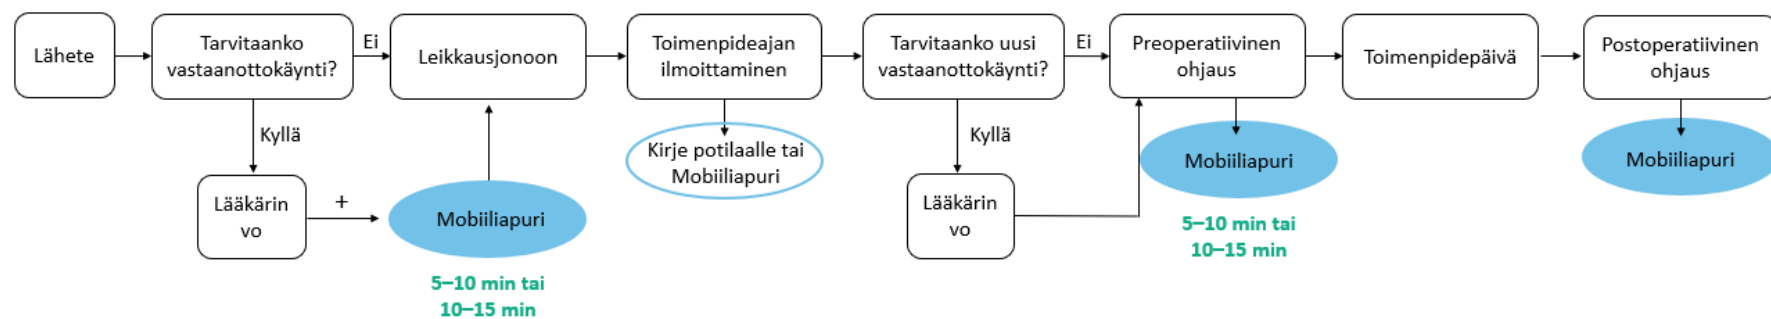 Lähete
Tarvitaanko
vastaanottokäynti?
Ei
Leikkausjonoon
Toimenpideajan
ilmoittaminen
Tarvitaanko uusi
vastaanottokäynti?
Ei
Preoperatiivinen
ohjaus
Toimenpidepäivä
Postoperatiivinen
ohjaus
Kyllä
Lääkärin
vo
+
Mobiiliapuri
5–10 min tai
10–15 min
Kirje potilaalle tai
Mobiiliapuri
Kyllä
Lääkärin
vo
Mobiiliapuri
5–10 min tai
10–15 min
Mobiiliapuri